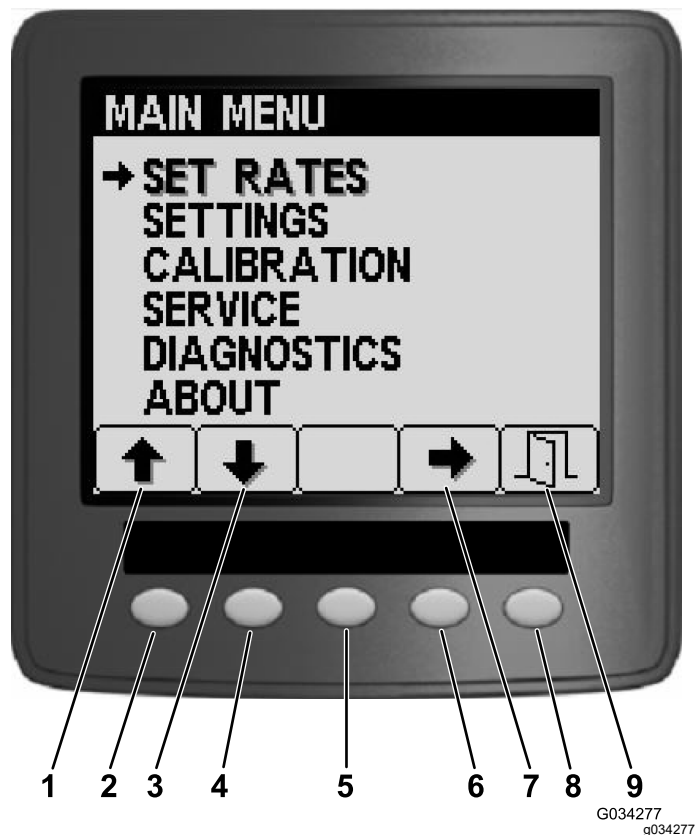 MAIN MENU
SET RATES
SETTINGS
CALIBRATION
SERVICE
DIAGNOSTICS
ABOUT
1 2 3 4 5 6 7 8 9
G034277
g034277